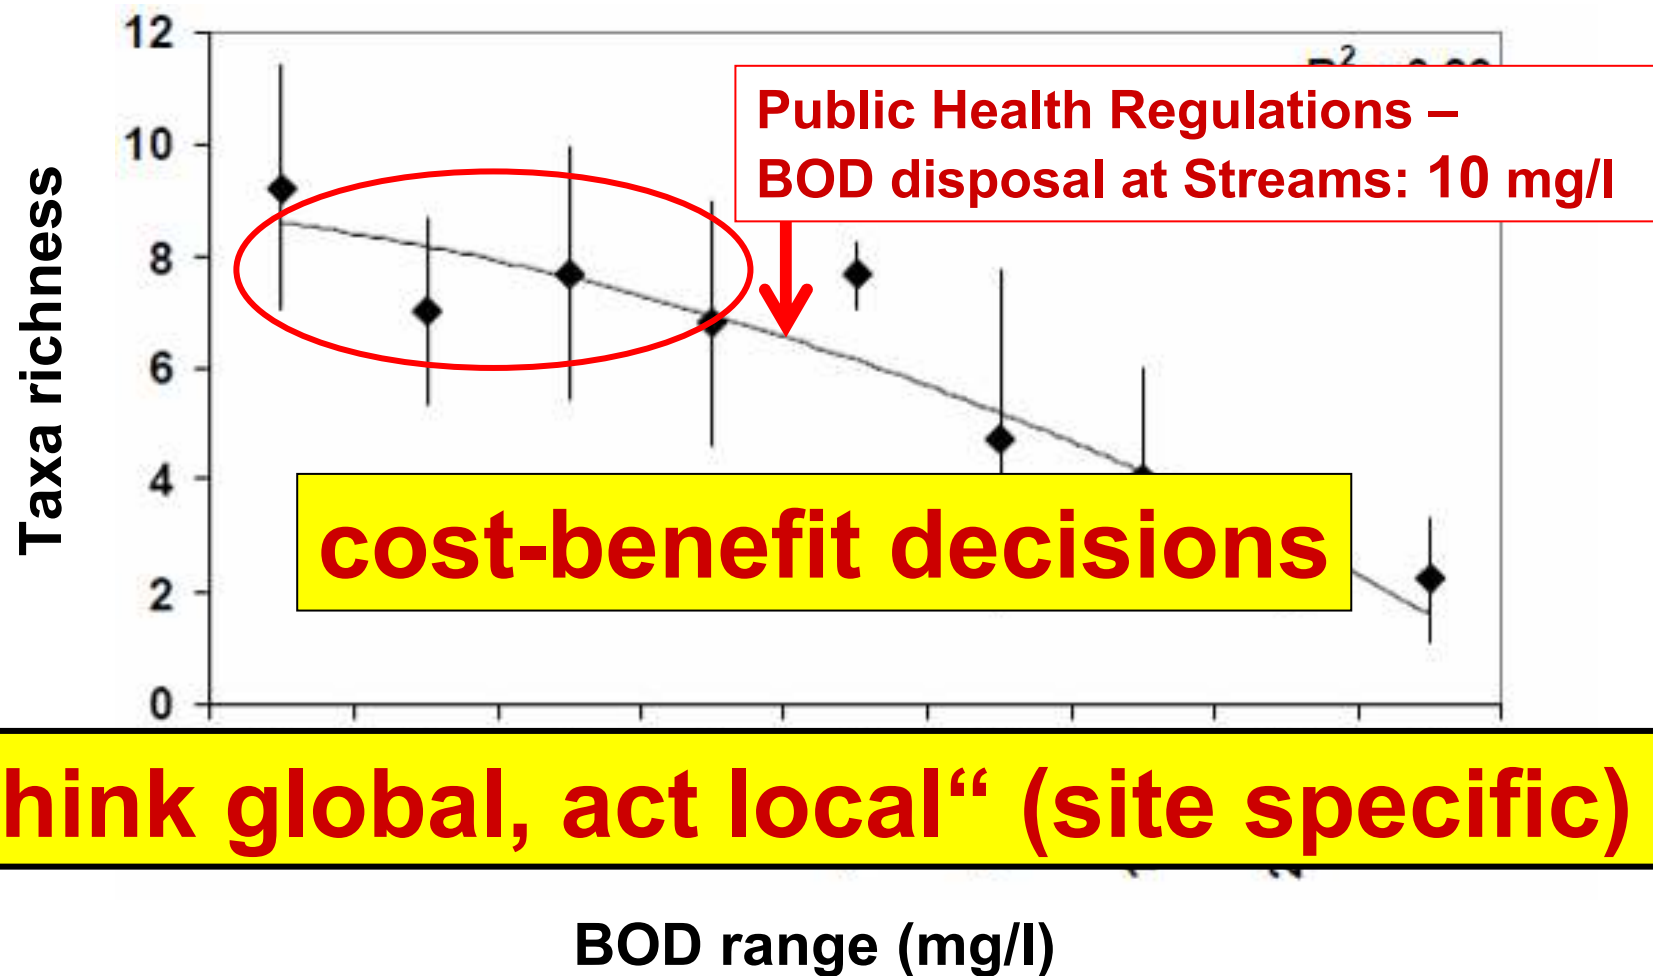 12
10
8
6
4
2
0
Taxa richness
Public Health Regulations –
BOD disposal at Streams: 10 mg/l
cost-benefit decisions
hink global, act local“ (site specific)
BOD range (mg/l)